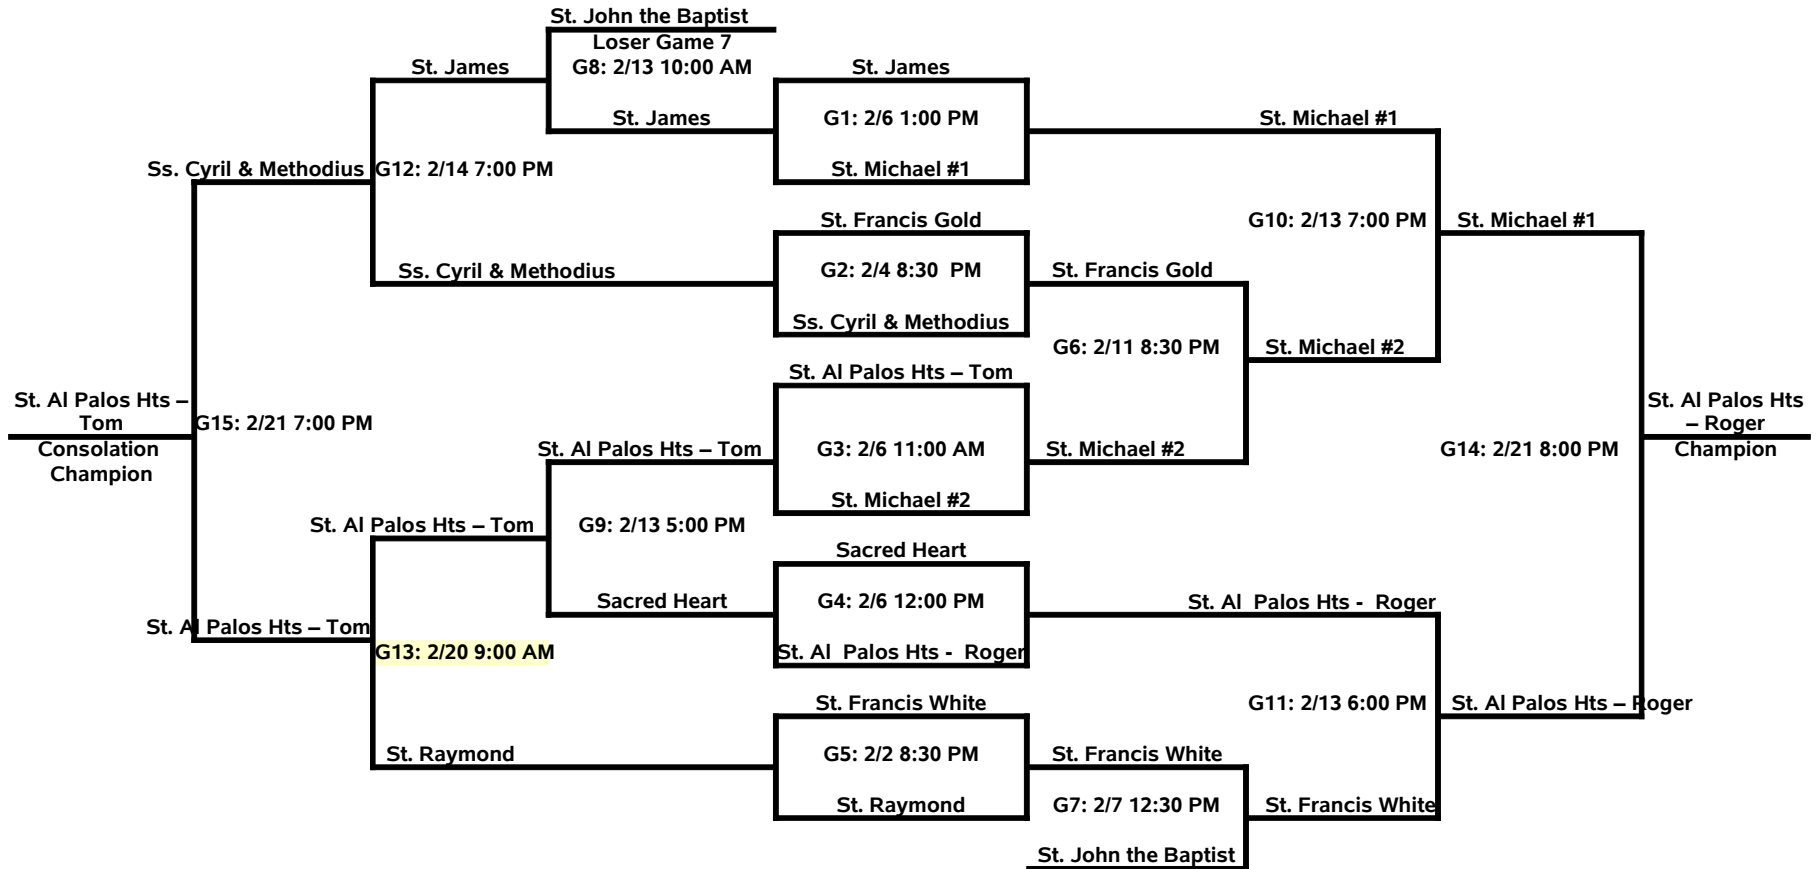 St. John the Baptist
Loser Game 7
St. James
G8: 2/13 10:00 AM
St. James
St. James
G1: 2/6 1:00 PM
St. Michael #1
Ss. Cyril & Methodius
G12: 2/14 7:00 PM
St. Michael #1
St. Francis Gold
G10: 2/13 7:00 PM
St. Michael #1
Ss. Cyril & Methodius
G2: 2/4 8:30  PM
St. Francis Gold
Ss. Cyril & Methodius
G6: 2/11 8:30 PM
St. Michael #2
St. Al Palos Hts – Tom
St. Al Palos Hts –
Tom
G15: 2/21 7:00 PM
Consolation
Champion
St. Al Palos Hts
– Roger
Champion
St. Al Palos Hts – Tom
G3: 2/6 11:00 AM
St. Michael #2
G14: 2/21 8:00 PM
St. Michael #2
St. Al Palos Hts – Tom
G9: 2/13 5:00 PM
Sacred Heart
Sacred Heart
G4: 2/6 12:00 PM
St. Al  Palos Hts -  Roger
St. Al Palos Hts – Tom
G13: 2/20 9:00 AM
St. Al  Palos Hts -  Roger
St. Francis White
G11: 2/13 6:00 PM
St. Al Palos Hts – Roger
St. Raymond
G5: 2/2 8:30 PM
St. Francis White
St. Raymond
G7: 2/7 12:30 PM
St. Francis White
St. John the Baptist